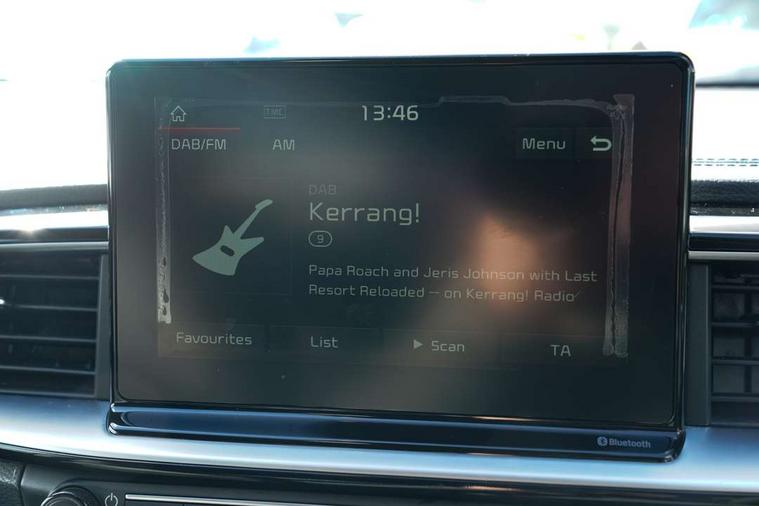 TMC
13:46
DAB/FM AM Menu
DAB
Kerrang!
9
Papa Roach and Jeris Johnson with Last
Resort Reloaded -- on Kerrang! Radio
Favourites List Scan TA
Bluetooth